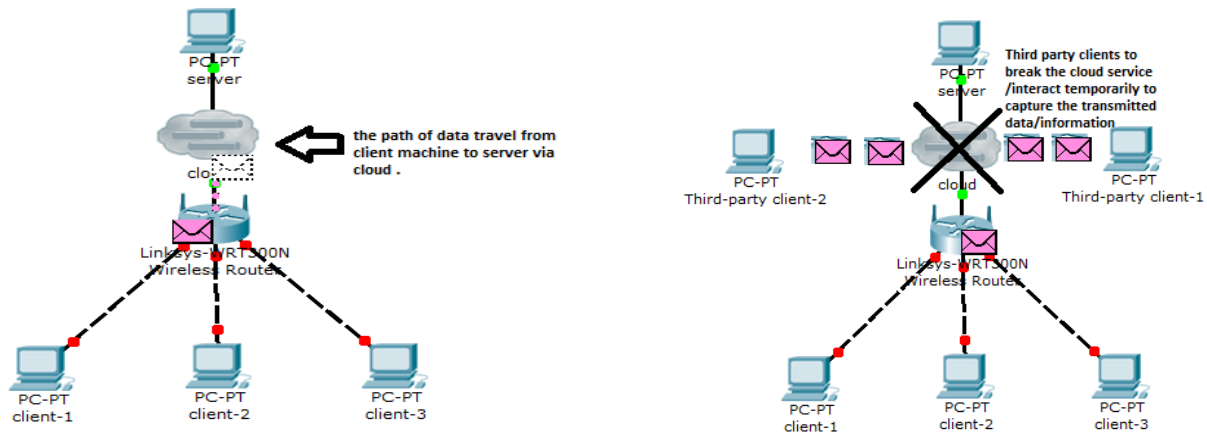 PC-PT
server
the path of data travel from
client machine to server via
cloud .
cloud
Linksys-WRT300N
Wireless Router
PC-PT
client-1
PC-PT
client-2
PC-PT
client-3
PC-PT
server
Third party clients to
break the cloud service
/interact temporarily to
capture the transmitted
data/information
PC-PT
Third-party client-2
cloud
PC-PT
Third-party client-1
Linksys-WRT300N
Wireless Router
PC-PT
client-1
PC-PT
client-2
PC-PT
client-3